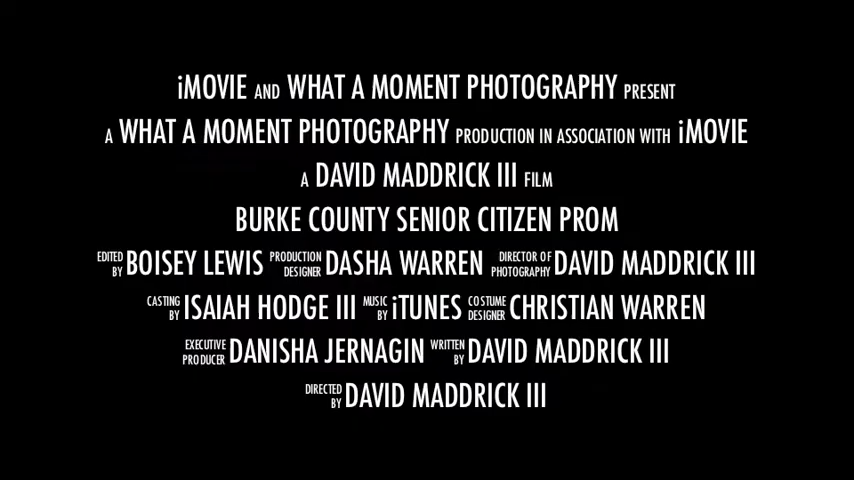 iMOVIE AND WHAT A MOMENT PHOTOGRAPHY PRESENT
A WHAT A MOMENT PHOTOGRAPHY PRODUCTION IN ASSOCIATION WITH iMOVIE
A DAVID MADDRICK III FILM
BURKE COUNTY SENIOR CITIZEN PROM
EDITED BY BOISEY LEWIS PRODUCTION DESIGNER DASHA WARREN DIRECTOR OF PHOTOGRAPHY DAVID MADDRICK III
CASTING BY ISAIAH HODGE III MUSIC BY iTUNES COSTUME DESIGNER CHRISTIAN WARREN
EXECUTIVE PRODUCER DANISHA JERNAGIN WRITTEN BY DAVID MADDRICK III
DIRECTED BY DAVID MADDRICK III